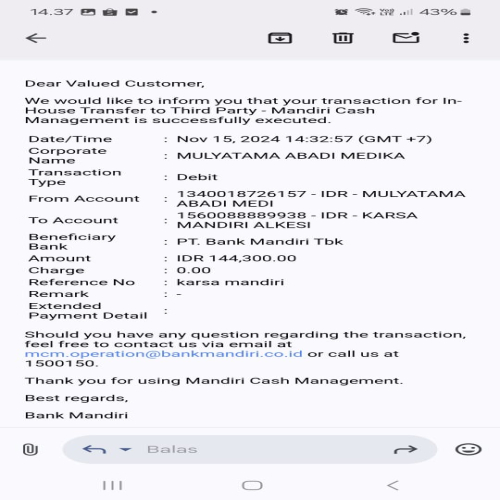 14.37 43%
Dear Valued Customer,
We would like to inform you that your transaction for In-
House Transfer to Third Party - Mandiri Cash
Management is successfully executed.
Date/Time : Nov 15, 2024 14:32:57 (GMT +7)
Corporate
Name : MULYATAMA ABADI MEDIKA
Transaction
Type : Debit
From Account : 1340018726157 - IDR - MULYATAMA
ABADI MEDI
To Account : 1560088889938 - IDR - KARSA
MANDIRI ALKESI
Beneficiary
Bank : PT. Bank Mandiri Tbk
Amount : IDR 144,300.00
Charge : 0.00
Reference No : karsa mandiri
Remark : -
Extended
Payment Detail :
Should you have any question regarding the transaction,
feel free to contact us via email at
mcm.operation@bankmandiri.co.id or call us at
1500150.
Thank you for using Mandiri Cash Management.
Best regards,
Bank Mandiri
Balas